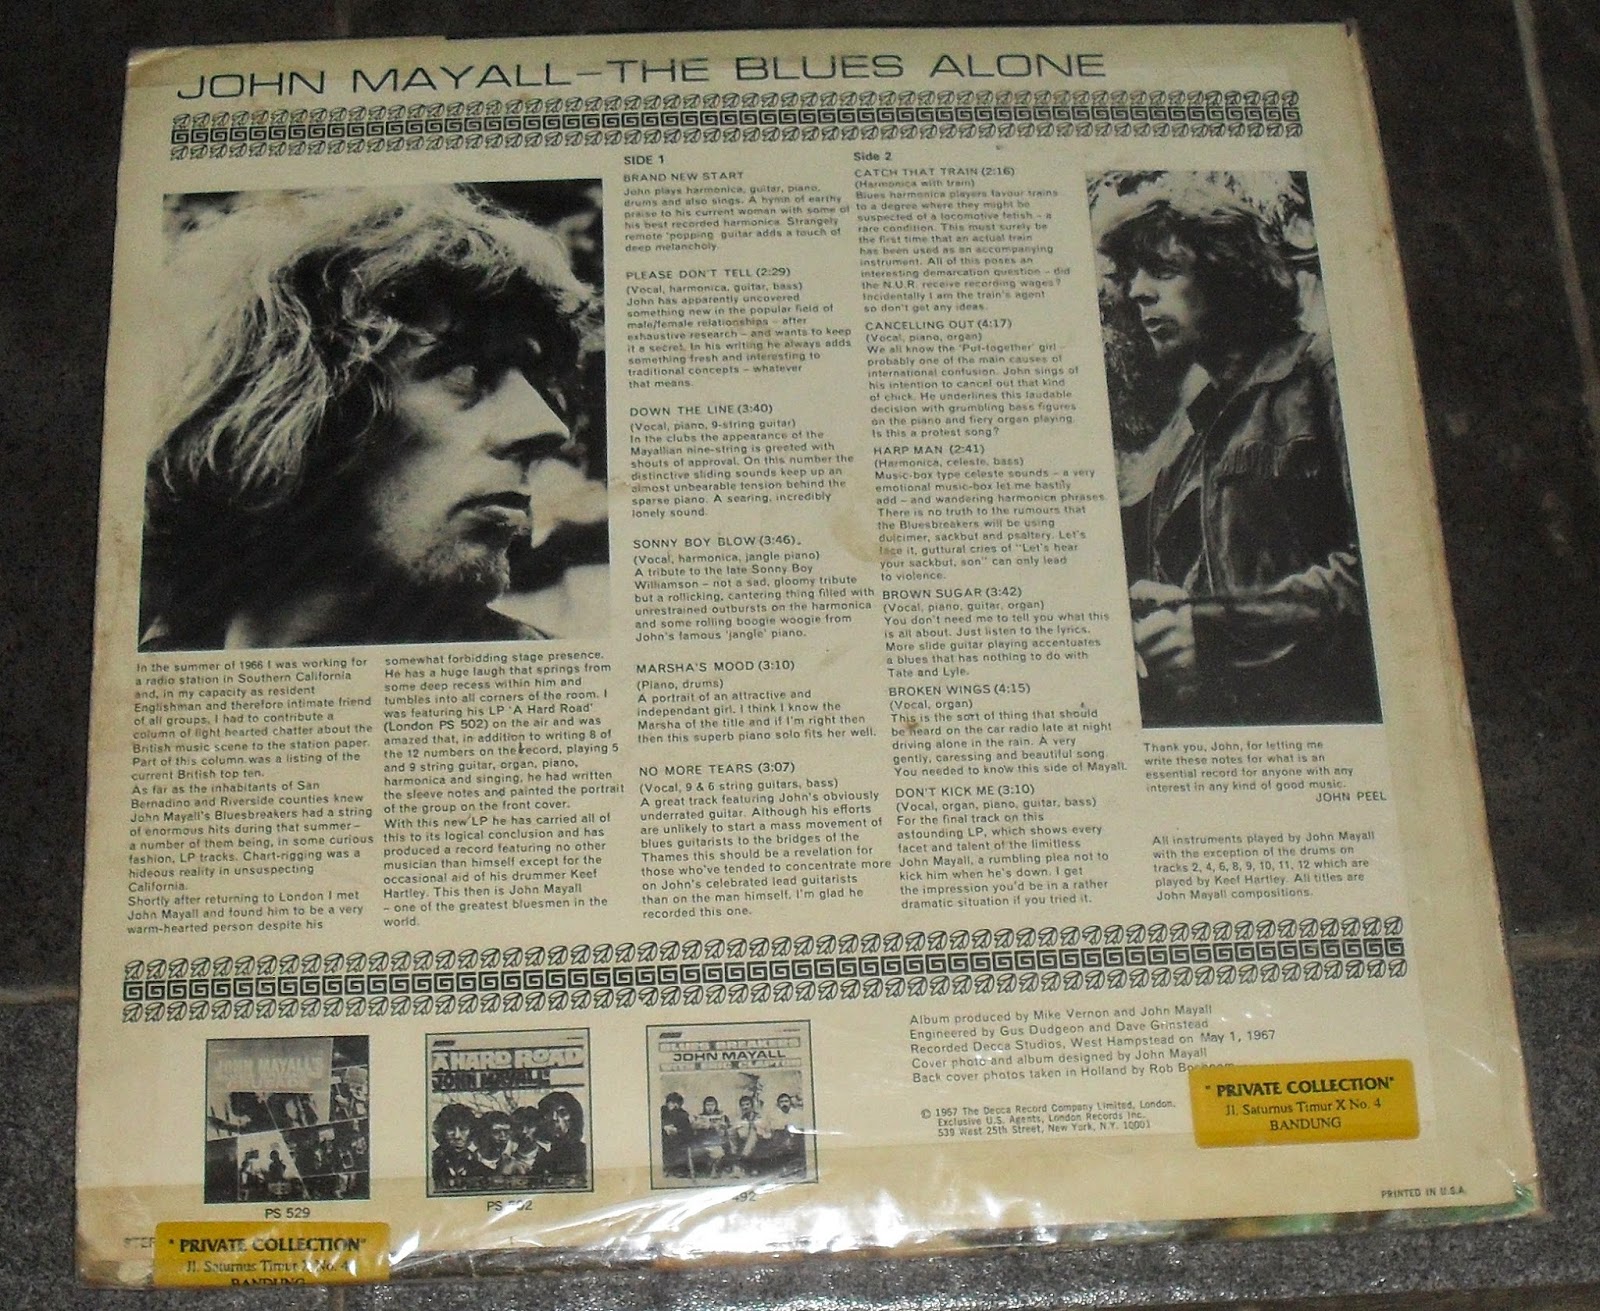 JOHN MAYALL—THE BLUES ALONE
In the summer of 1966 I was working for
a radio station in Southern California
and, in my capacity as resident
Englishman and therefore intimate friend
of all groups, I had to contribute a
column of light hearted chatter about the
British music scene to the station paper.
Part of this column was a listing of the
current British top ten.
As far as the inhabitants of San
Bernadino and Riverside counties knew
John Mayall's Bluesbreakers had a string
of enormous hits during that summer–
a number of them being, in some curious
fashion, LP tracks. Chart-rigging was a
hideous reality in unsuspecting
California.
Shortly after returning to London I met
John Mayall and found him to be a very
warm-hearted person despite his
somewhat forbidding stage presence.
He has a huge laugh that springs from
some deep recess within him and
tumbles into all corners of the room. I
was featuring his LP 'A Hard Road'
(London PS 502) on the air and was
amazed that, in addition to writing 8 of
the 12 numbers on the record, playing 5
and 9 string guitar, organ, piano,
harmonica and singing, he had written
the sleeve notes and painted the portrait
of the group on the front cover.
With this new LP he has carried all of
this to its logical conclusion and has
produced a record featuring no other
musician than himself except for the
occasional aid of his drummer Keef
Hartley. This then is John Mayall
– one of the greatest bluesmen in the
world.
SIDE 1
BRAND NEW START
John plays harmonica, guitar, piano,
drums and also sings. A hymn of earthy
praise to his current woman with some of
his best recorded harmonica. Strangely
remote 'popping' guitar adds a touch of
deep melancholy.
PLEASE DON'T TELL (2:29)
(Vocal, harmonica, guitar, bass)
John has apparently uncovered
something new in the popular field of
male/female relationships – after
exhaustive research – and wants to keep
it a secret. In his writing he always adds
something fresh and interesting to
traditional concepts – whatever
that means.
DOWN THE LINE (3:40)
(Vocal, piano, 9-string guitar)
In the clubs the appearance of the
Mayallian nine-string is greeted with
shouts of approval. On this number the
distinctive sliding sounds keep up an
almost unbearable tension behind the
sparse piano. A searing, incredibly
lonely sound.
SONNY BOY BLOW (3:46).
(Vocal, harmonica, jangle piano)
A tribute to the late Sonny Boy
Williamson – not a sad, gloomy tribute
but a rollicking, cantering thing filled with
unrestrained outbursts on the harmonica
and some rolling boogie woogie from
John's famous 'jangle' piano.
MARSHA'S MOOD (3:10)
(Piano, drums)
A portrait of an attractive and
independant girl. I think I know the
Marsha of the title and if I'm right then
then this superb piano solo fits her well.
NO MORE TEARS (3:07)
(Vocal, 9 & 6 string guitars, bass)
A great track featuring John's obviously
underrated guitar. Although his efforts
are unlikely to start a mass movement of
blues guitarists to the bridges of the
Thames this should be a revelation for
those who've tended to concentrate more
on John's celebrated lead guitarists
than on the man himself. I'm glad he
recorded this one.
Side 2
CATCH THAT TRAIN (2:16)
(Harmonica with train)
Blues harmonica players favour trains
to a degree where they might be
suspected of a locomotive fetish – a
rare condition. This must surely be
the first time that an actual train
has been used as an accompanying
instrument. All of this poses an
interesting demarcation question – did
the N.U.R. receive recording wages?
Incidentally I am the train's agent
so don't get any ideas.
CANCELLING OUT (4:17)
(Vocal, piano, organ)
We all know the 'Put-together' girl –
probably one of the main causes of
international confusion. John sings of
his intention to cancel out that kind
of chick. He underlines this laudable
decision with grumbling bass figures
on the piano and fiery organ playing
Is this a protest song?
HARP MAN (2:41)
(Harmonica, celeste, bass)
Music-box type celeste sounds – a very
emotional music-box let me hastily
add – and wandering harmonica phrases.
There is no truth to the rumours that
the Bluesbreakers will be using
dulcimer, sackbut and psaltery. Let's
face it, guttural cries of "Let's hear
your sackbut, son" can only lead
to violence.
BROWN SUGAR (3:42)
(Vocal, piano, guitar, organ)
You don't need me to tell you what this
is all about. Just listen to the lyrics.
More slide guitar playing accentuates
a blues that has nothing to do with
Tate and Lyle.
BROKEN WINGS (4:15)
(Vocal, organ)
This is the sort of thing that should
be heard on the car radio late at night
driving alone in the rain. A very
gently, caressing and beautiful song.
You needed to know this side of Mayall.
DON'T KICK ME (3:10)
(Vocal, organ, piano, guitar, bass)
For the final track on this
astounding LP, which shows every
facet and talent of the limitless
John Mayall, a rumbling plea not to
kick him when he's down. I get
the impression you'd be in a rather
dramatic situation if you tried it.
Thank you, John, for letting me
write these notes for what is an
essential record for anyone with any
interest in any kind of good music.
JOHN PEEL
All instruments played by John Mayall
with the exception of the drums on
tracks 2, 4, 6, 8, 9, 10, 11, 12 which are
played by Keef Hartley. All titles are
John Mayall compositions.
JOHN MAYALL'S
PS 529
A HARD ROAD
JOHN MAYALL
PS
BLUES BREAKERS
JOHN MAYALL
WITH ERIC CLAPTON
492
Album produced by Mike Vernon and John Mayall
Engineered by Gus Dudgeon and Dave Grinstead
Recorded Decca Studios, West Hampstead on May 1, 1967
Cover photo and album designed by John Mayall
Back cover photos taken in Holland by Rob
© 1967 The Decca Record Company Limited, London.
Exclusive U.S. Agents, London Records Inc.
539 West 25th Street, New York, N.Y. 10001
" PRIVATE COLLECTION"
Jl. Saturnus Timur X No. 4
BANDUNG
PRINTED IN U.S.A.
" PRIVATE COLLECTION"
Jl. Saturnus Timur X No. 4
BANDUNG